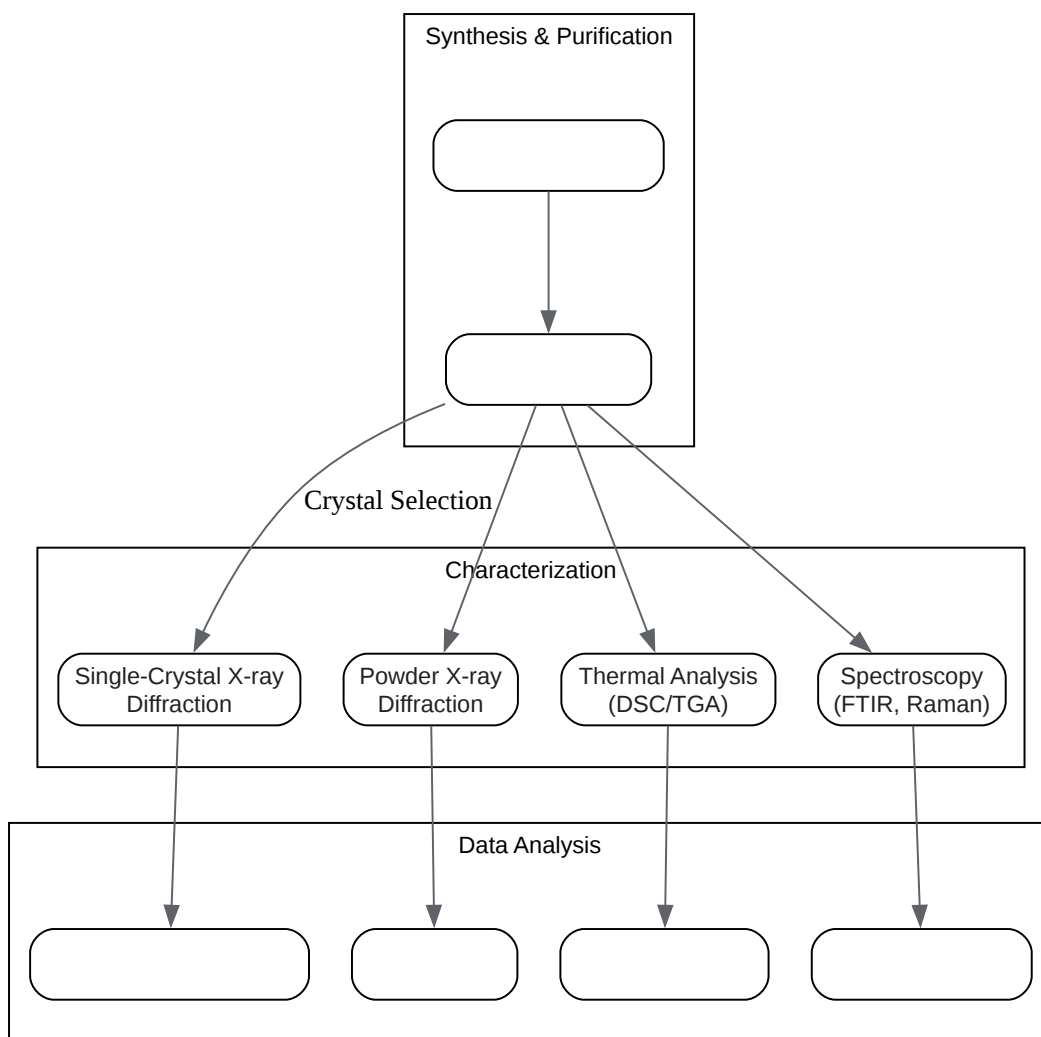 Synthesis & Purification
Crystal Selection
Characterization
Single-Crystal X-ray
Diffraction
Powder X-ray
Diffraction
Thermal Analysis
(DSC/TGA)
Spectroscopy
(FTIR, Raman)
Data Analysis